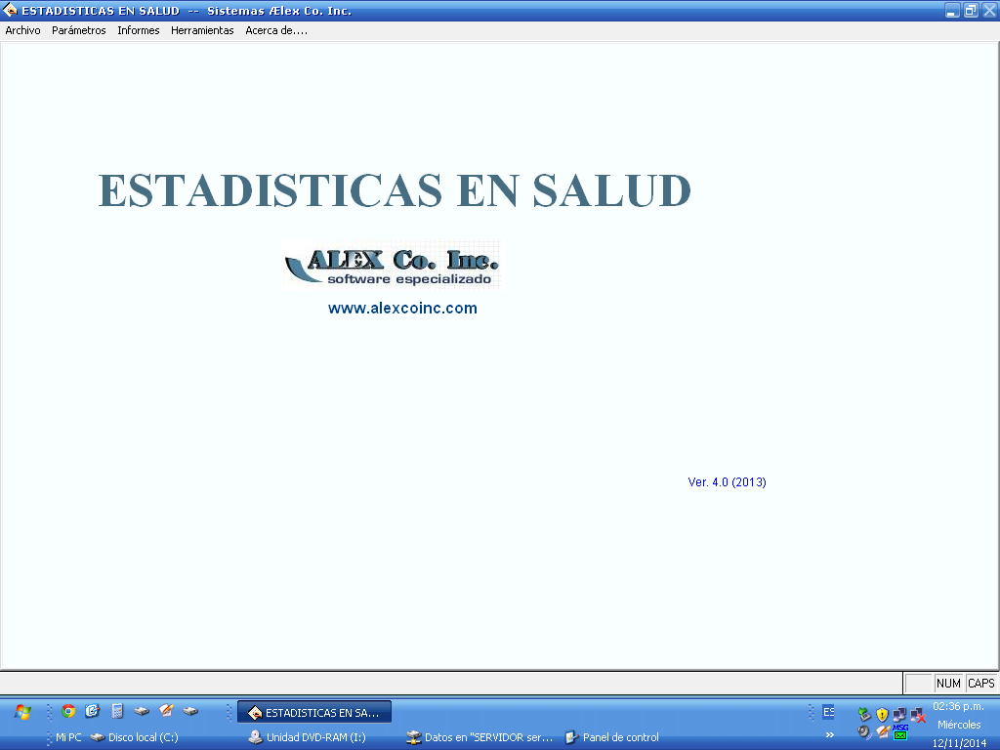 ESTADISTICAS EN SALUD -- Sistemas Ælex Co. Inc.
Archivo Parámetros Informes Herramientas Acerca de....
ESTADISTICAS EN SALUD
ALEX Co. Inc.
software especializado
www.alexcoinc.com
Ver. 4.0 (2013)
NUM CAPS
ESTADISTICAS EN SA... ES 02:36 p.m.
Miércoles
MSG
Mi PC Disco local (C:) Unidad DVD-RAM (I:) Datos en "SERVIDOR ser... Panel de control » 12/11/2014